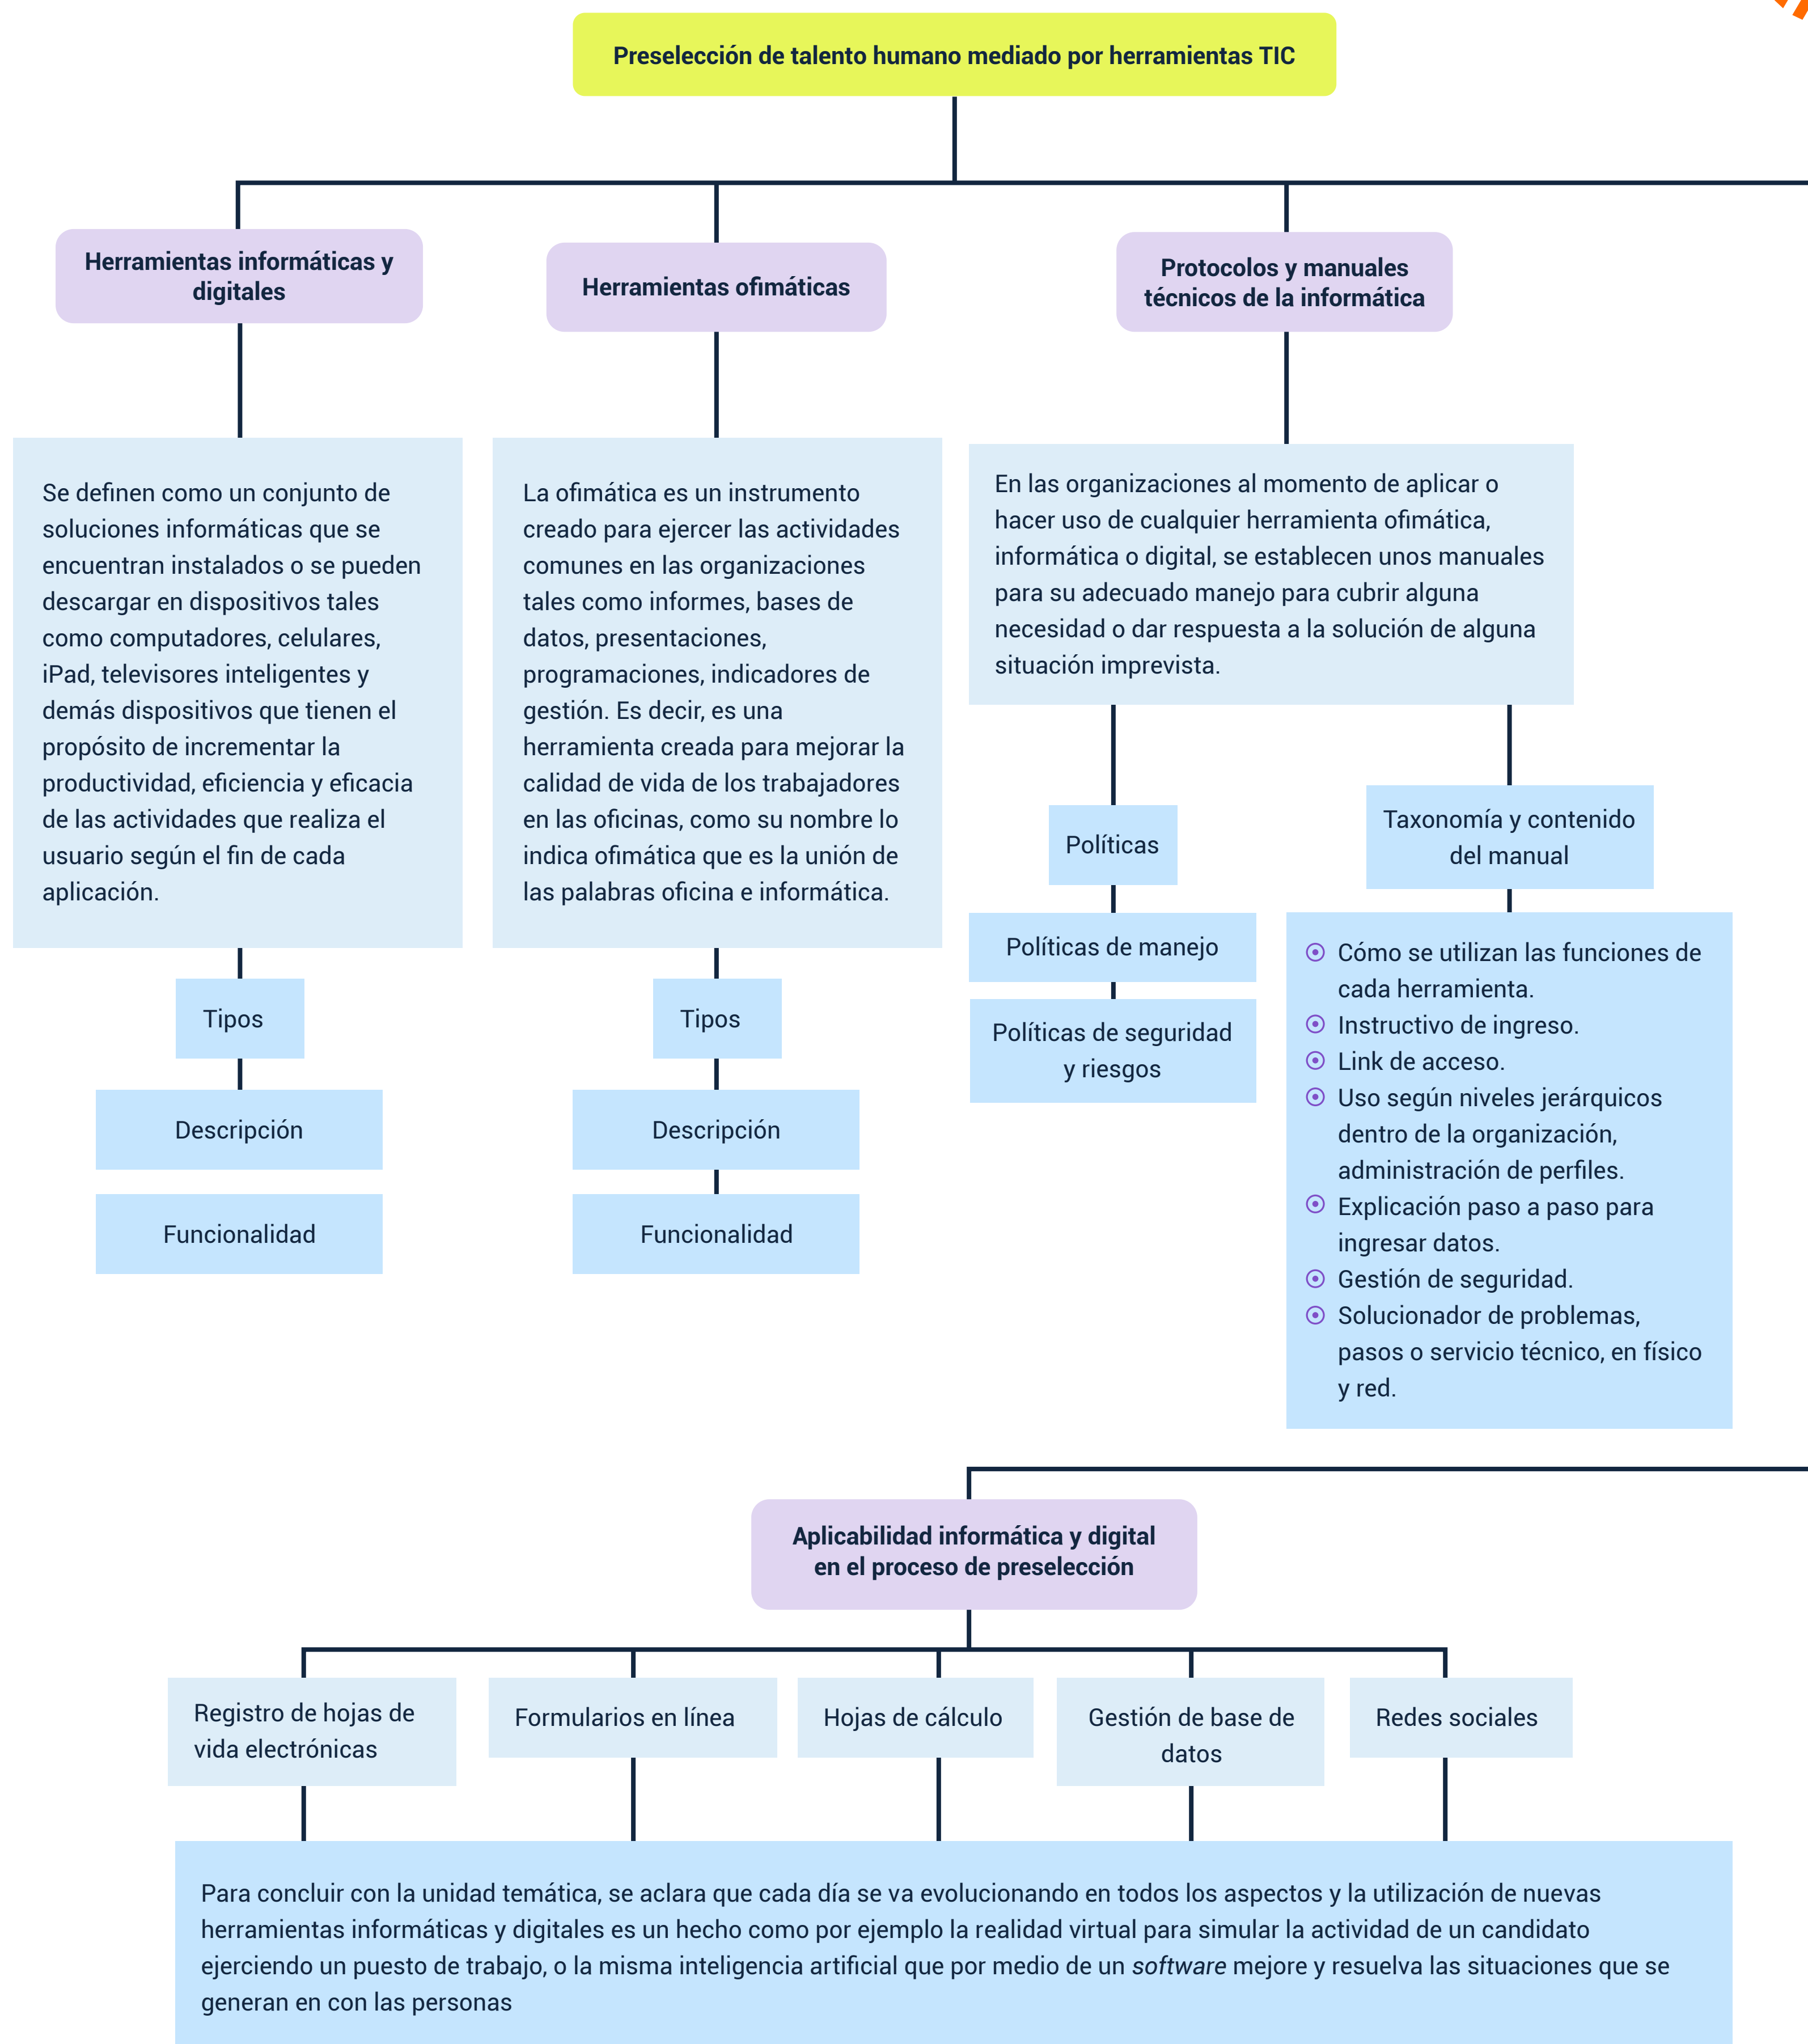 Preselección de talento humano mediado por herramientas TIC
Herramientas informáticas y
digitales
Se definen como un conjunto de
soluciones informáticas que se
encuentran instalados o se pueden
descargar en dispositivos tales
como computadores, celulares,
iPad, televisores inteligentes y
demás dispositivos que tienen el
propósito de incrementar la
productividad, eficiencia y eficacia
de las actividades que realiza el
usuario según el fin de cada
aplicación.
Tipos
Descripción
Funcionalidad
Herramientas ofimáticas
La ofimática es un instrumento
creado para ejercer las actividades
comunes en las organizaciones
tales como informes, bases de
datos, presentaciones,
programaciones, indicadores de
gestión. Es decir, es una
herramienta creada para mejorar la
calidad de vida de los trabajadores
en las oficinas, como su nombre lo
indica ofimática que es la unión de
las palabras oficina e informática.
Tipos
Descripción
Funcionalidad
Protocolos y manuales
técnicos de la informática
En las organizaciones al momento de aplicar o
hacer uso de cualquier herramienta ofimática,
informática o digital, se establecen unos manuales
para su adecuado manejo para cubrir alguna
necesidad o dar respuesta a la solución de alguna
situación imprevista.
Políticas
Políticas de manejo
Políticas de seguridad
y riesgos
Taxonomía y contenido
del manual
Cómo se utilizan las funciones de
cada herramienta.
Instructivo de ingreso.
Link de acceso.
Uso según niveles jerárquicos
dentro de la organización,
administración de perfiles.
Explicación paso a paso para
ingresar datos.
Gestión de seguridad.
Solucionador de problemas,
pasos o servicio técnico, en físico
y red.
Aplicabilidad informática y digital
en el proceso de preselección
Registro de hojas de
vida electrónicas
Formularios en línea
Hojas de cálculo
Gestión de base de
datos
Redes sociales
Para concluir con la unidad temática, se aclara que cada día se va evolucionando en todos los aspectos y la utilización de nuevas
herramientas informáticas y digitales es un hecho como por ejemplo la realidad virtual para simular la actividad de un candidato
ejerciendo un puesto de trabajo, o la misma inteligencia artificial que por medio de un software mejore y resuelva las situaciones que se
generan en con las personas